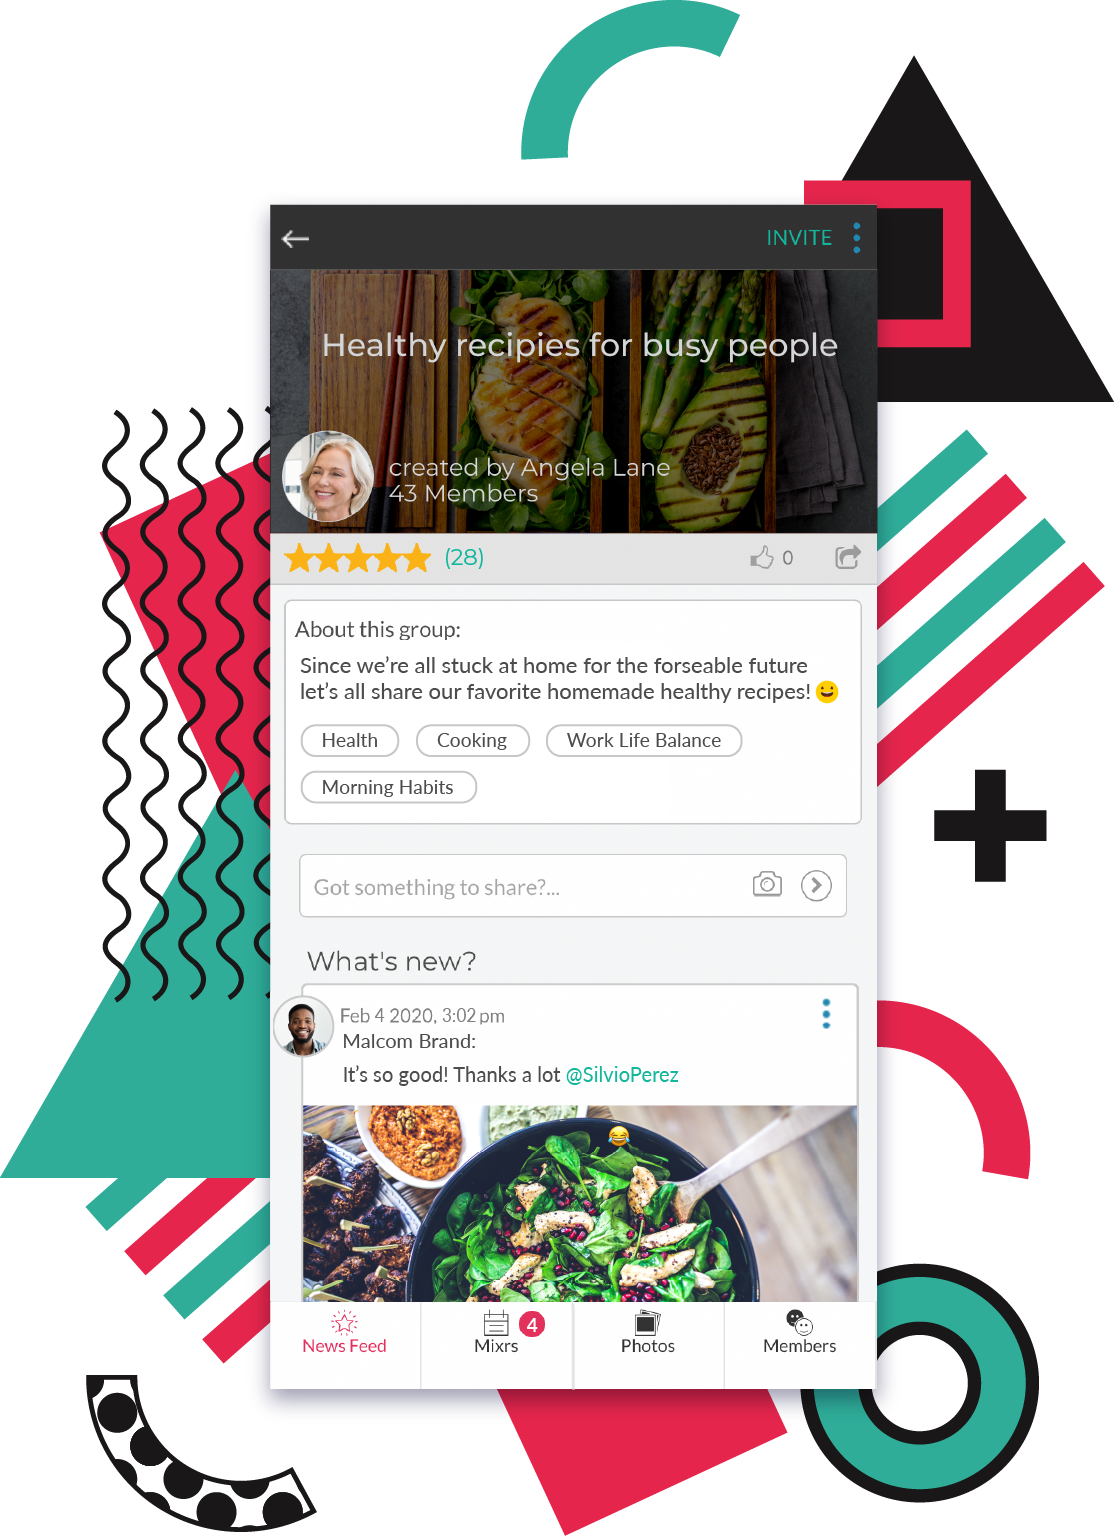 INVITE
Healthy recipies for busy people
created by Angela Lane
43 Members
(28)
0
About this group:
Since we're all stuck at home for the forseable future
let's all share our favorite homemade healthy recipes! 😀
Health
Cooking
Work Life Balance
Morning Habits
Got something to share?...
What's new?
Feb 4 2020, 3:02 pm
Malcom Brand:
It's so good! Thanks a lot @SilvioPerez
4
News Feed
Mixrs
Photos
Members